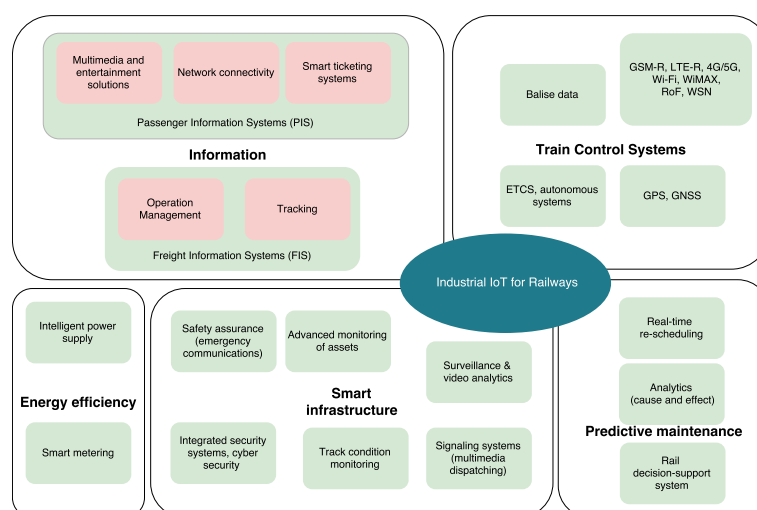 Multimedia and
entertainment
solutions
Network connectivity
Smart ticketing
systems
Passenger Information Systems (PIS)
Information
Operation
Management
Tracking
Freight Information Systems (FIS)
GSM-R, LTE-R, 4G/5G,
Wi-Fi, WiMAX,
RoF, WSN
Balise data
Train Control Systems
ETCS, autonomous
systems
GPS, GNSS
Industrial IoT for Railways
Intelligent power
supply
Energy efficiency
Smart metering
Safety assurance
(emergency
communications)
Advanced monitoring
of assets
Surveillance &
video analytics
Smart
infrastructure
Integrated security
systems, cyber
security
Track condition
monitoring
Signaling systems
(multimedia
dispatching)
Real-time
re-scheduling
Analytics
(cause and effect)
Predictive maintenance
Rail
decision-support
system